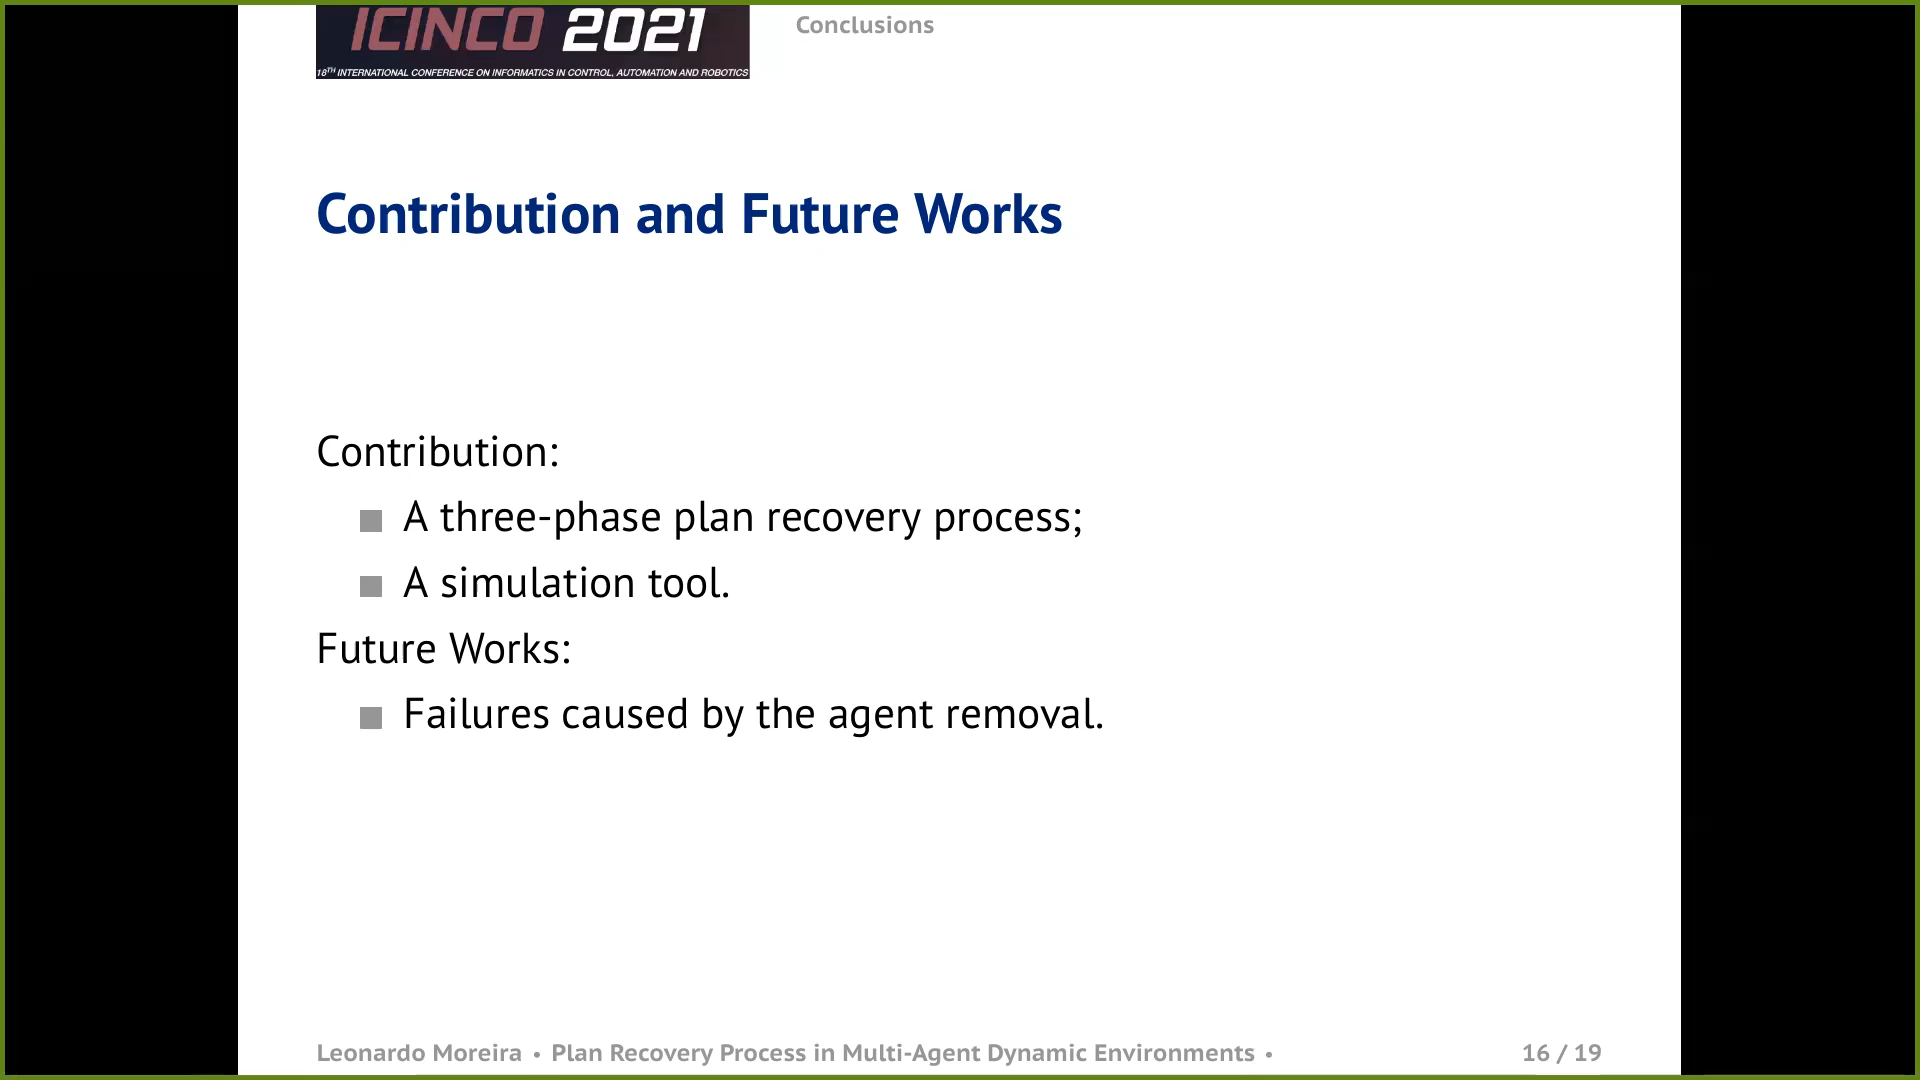 ICINCO 2021
18TH INTERNATIONAL CONFERENCE ON INFORMATICS IN CONTROL, AUTOMATION AND ROBOTICS
Conclusions
Contribution and Future Works
Contribution:
A three-phase plan recovery process;
A simulation tool.
Future Works:
Failures caused by the agent removal.
Leonardo Moreira • Plan Recovery Process in Multi-Agent Dynamic Environments •
16 / 19